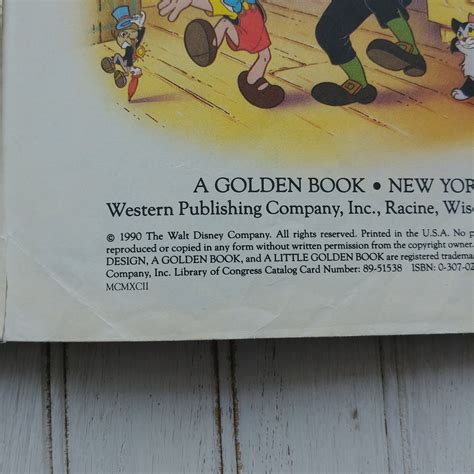 A GOLDEN BOOK • NEW YOR
Western Publishing Company, Inc., Racine, Wisc
© 1990 The Walt Disney Company. All rights reserved. Printed in the U.S.A. No p
reproduced or copied in any form without written permission from the copyright owner.
DESIGN, A GOLDEN BOOK, and A LITTLE GOLDEN BOOK are registered tradema
Company, Inc. Library of Congress Catalog Card Number: 89-51538 ISBN: 0-307-02
MCMXCII